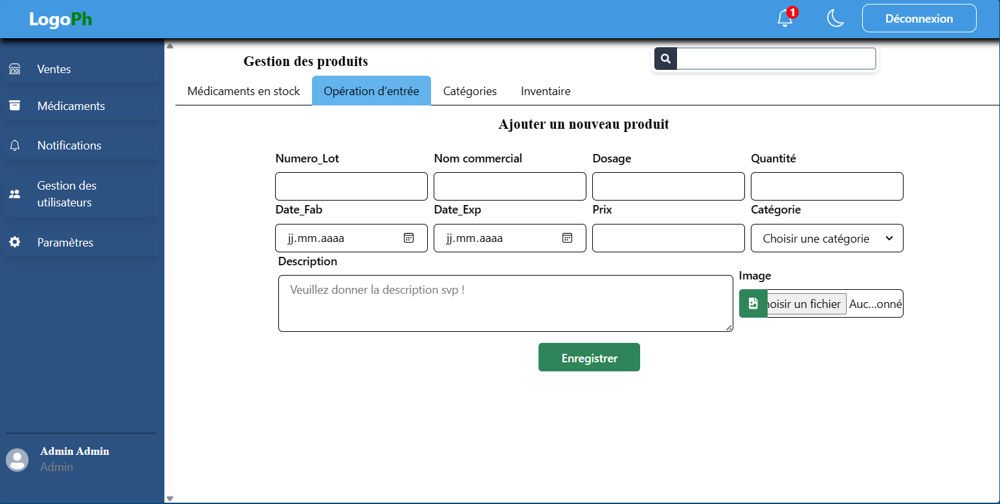 LogoPh
1
Déconnexion
Ventes
Médicaments
Notifications
Gestion des
utilisateurs
Paramètres
Admin Admin
Admin
Gestion des produits
Médicaments en stock
Opération d’entrée
Catégories
Inventaire
Ajouter un nouveau produit
Numero_Lot
Nom commercial
Dosage
Quantité
Date_Fab
Date_Exp
Prix
Catégorie
jj.mm.aaaa
jj.mm.aaaa
Choisir une catégorie
Description
Veuillez donner la description svp !
Image
hoisir un fichier
Auc...onné
Enregistrer